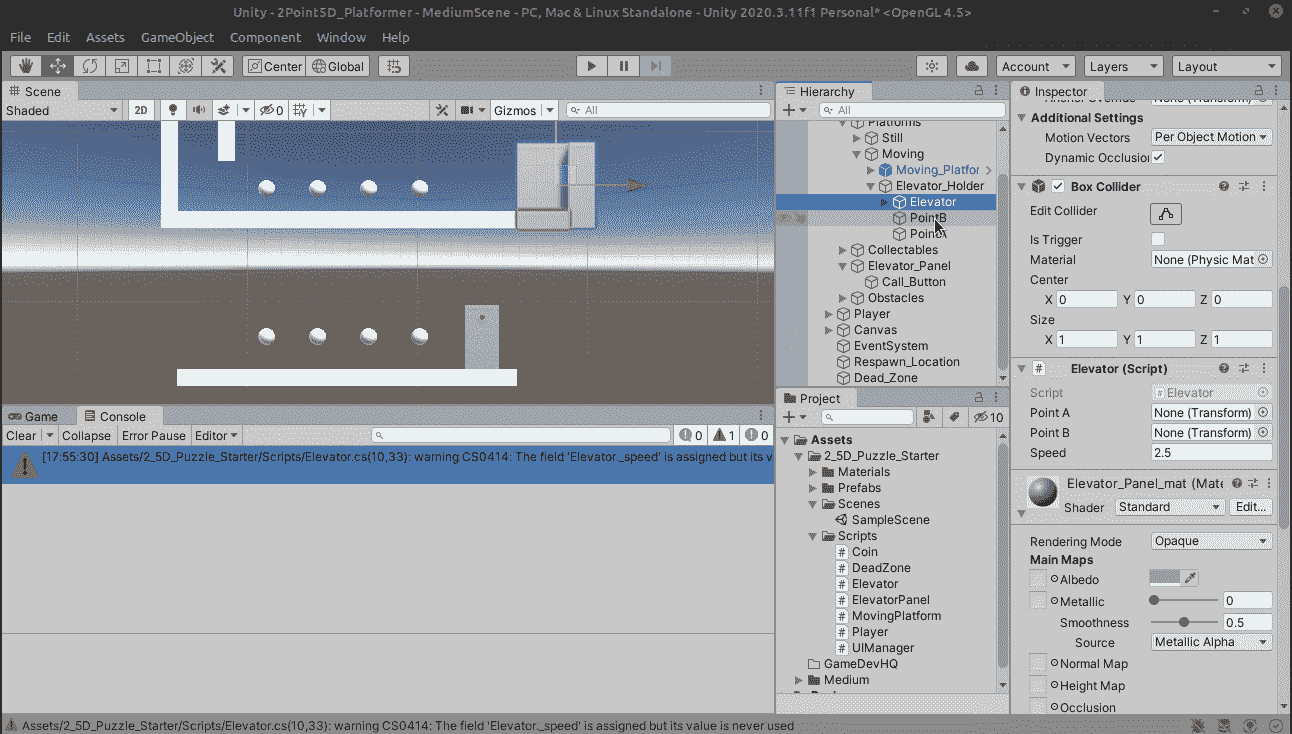 Unity - 2Point5D_Platformer - MediumScene - PC, Mac & Linux Standalone - Unity 2020.3.11f1 Personal* <OpenGL 4.5>
File Edit Assets GameObject Component Window Help
Center Global Account Layers Layout
Scene
Shaded 2D 0 Gizmos All
Hierarchy
All
Platforms
Still
Moving
Moving_Platfor
Elevator_Holder
Elevator
PointB
Point
Collectables
Elevator_Panel
Call_Button
Obstacles
Player
Canvas
EventSystem
Respawn_Location
Dead_Zone
Inspector
Anchor Override None (Transform)
Additional Settings
Motion Vectors Per Object Motion
Dynamic Occlusion
Box Collider
Edit Collider
Is Trigger
Material None (Physic Mat
Center
X 0 Y 0 Z 0
Size
X 1 Y 1 Z 1
# Elevator (Script)
Script # Elevator
Point A None (Transform)
Point B None (Transform)
Speed 2.5
Elevator_Panel_mat (Mate
Shader Standard Edit...
Rendering Mode Opaque
Main Maps
Albedo
Metallic 0
Smoothness 0.5
Source Metallic Alpha
Normal Map
Height Map
Occlusion
Game Console
Clear Collapse Error Pause Editor 0 1 0
[17:55:30] Assets/2_5D_Puzzle_Starter/Scripts/Elevator.cs(10,33): warning CS0414: The field 'Elevator._speed' is assigned but its v
Project
10
Assets
2_5D_Puzzle_Starter
Materials
Prefabs
Scenes
SampleScene
Scripts
# Coin
# DeadZone
# Elevator
# ElevatorPanel
# MovingPlatform
# Player
# UIManager
GameDevHQ
Medium
Assets/2_5D_Puzzle_Starter/Scripts/Elevator.cs(10,33): warning CS0414: The field 'Elevator._speed' is assigned but its value is never used